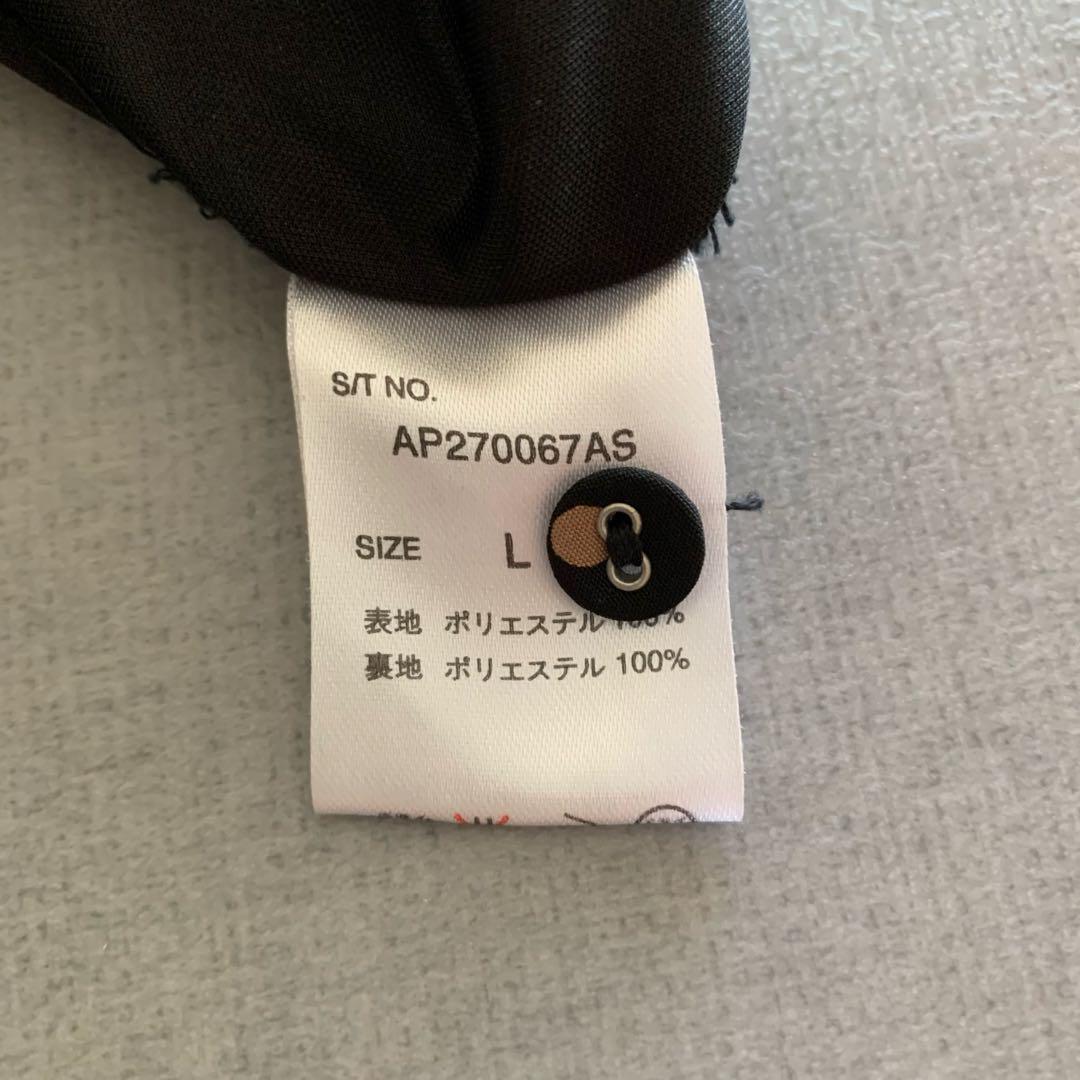 S/T NO.
AP270067AS
SIZE L
表地 ポリエステル 100%
裏地 ポリエステル 100%